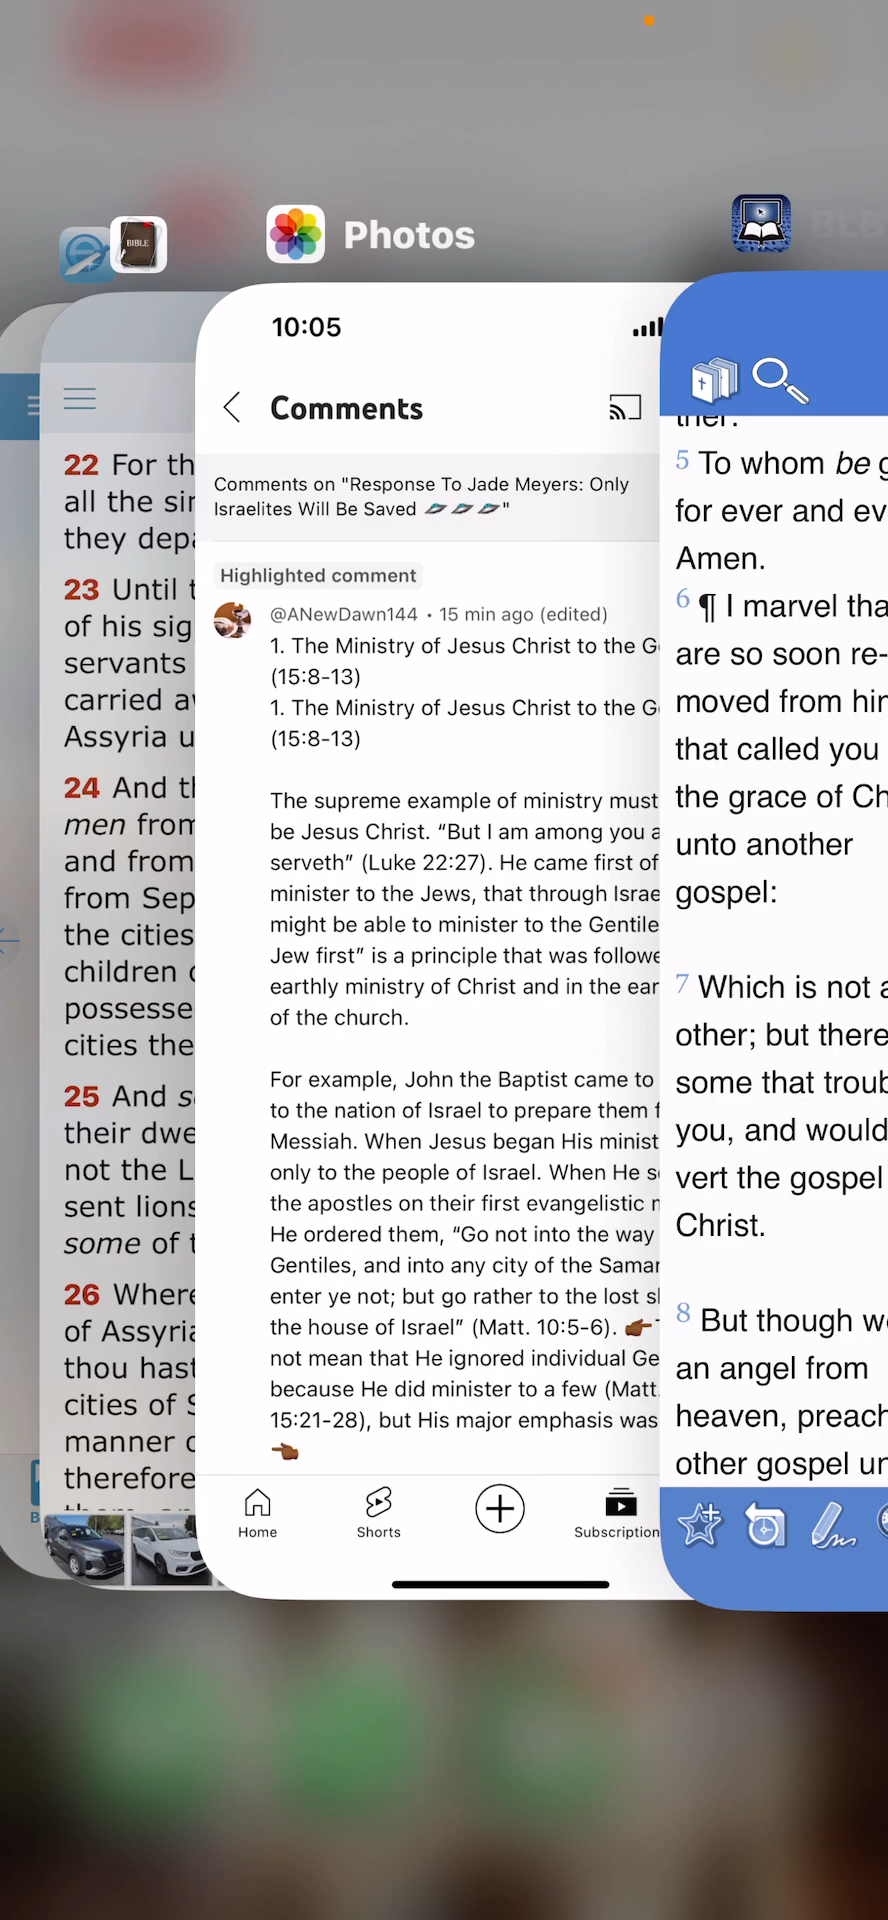 BIBLE
Photos
BLB
22 For th
all the sin
they depa
23 Until t
of his sig
servants
carried aw
Assyria u
24 And th
men from
and from
from Sep
the cities
children o
possesse
cities the
25 And s
their dwe
not the L
sent lions
some of t
26 Where
of Assyria
thou hast
cities of S
manner o
therefore
10:05
Comments
Comments on "Response To Jade Meyers: Only
Israelites Will Be Saved "
Highlighted comment
@ANewDawn144 • 15 min ago (edited)
1. The Ministry of Jesus Christ to the G
(15:8-13)
1. The Ministry of Jesus Christ to the G
(15:8-13)
The supreme example of ministry must
be Jesus Christ. “But I am among you a
serveth” (Luke 22:27). He came first of
minister to the Jews, that through Israe
might be able to minister to the Gentile
Jew first” is a principle that was followe
earthly ministry of Christ and in the ear
of the church.
For example, John the Baptist came to
to the nation of Israel to prepare them f
Messiah. When Jesus began His minist
only to the people of Israel. When He s
the apostles on their first evangelistic m
He ordered them, “Go not into the way
Gentiles, and into any city of the Samar
enter ye not; but go rather to the lost s
the house of Israel” (Matt. 10:5-6).
not mean that He ignored individual Ge
because He did minister to a few (Matt.
15:21-28), but His major emphasis was
Home
Shorts
Subscription
5 To whom be g
for ever and ev
Amen.
6 ¶ I marvel tha
are so soon re-
moved from him
that called you
the grace of Ch
unto another
gospel:
7 Which is not a
other; but there
some that troub
you, and would
vert the gospel
Christ.
8 But though we
an angel from
heaven, preach
other gospel un